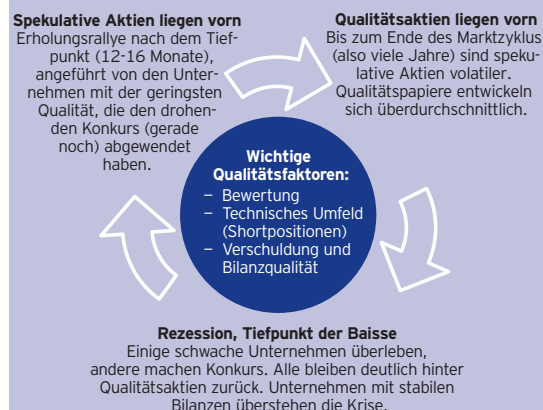 Spekulative Aktien liegen vorn
Erholungsrallye nach dem Tief-
punkt (12-16 Monate),
angeführt von den Unter-
nehmen mit der geringsten
Qualität, die den drohen-
den Konkurs (gerade
noch) abgewendet
haben.
Qualitätsaktien liegen vorn
Bis zum Ende des Marktzyklus
(also viele Jahre) sind speku-
lative Aktien volatiler.
Qualitätspapiere entwickeln
sich überdurchschnittlich.
Wichtige
Qualitätsfaktoren:
– Bewertung
– Technisches Umfeld
(Shortpositionen)
– Verschuldung und
Bilanzqualität
Rezession, Tiefpunkt der Baisse
Einige schwache Unternehmen überleben,
andere machen Konkurs. Alle bleiben deutlich hinter
Qualitätsaktien zurück. Unternehmen mit stabilen
Bilanzen überstehen die Krise.